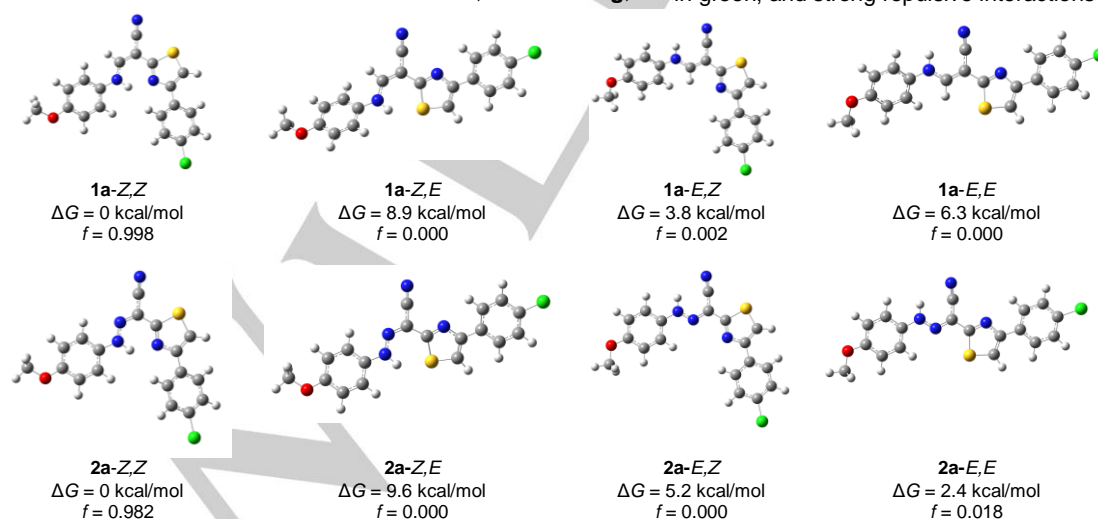 in green, and strong repulsive interactions
1a-Z,Z
ΔG = 0 kcal/mol
f = 0.998
1a-Z,E
ΔG = 8.9 kcal/mol
f = 0.000
1a-E,Z
ΔG = 3.8 kcal/mol
f = 0.002
1a-E,E
ΔG = 6.3 kcal/mol
f = 0.000
2a-Z,Z
ΔG = 0 kcal/mol
f = 0.982
2a-Z,E
ΔG = 9.6 kcal/mol
f = 0.000
2a-E,Z
ΔG = 5.2 kcal/mol
f = 0.000
2a-E,E
ΔG = 2.4 kcal/mol
f = 0.018